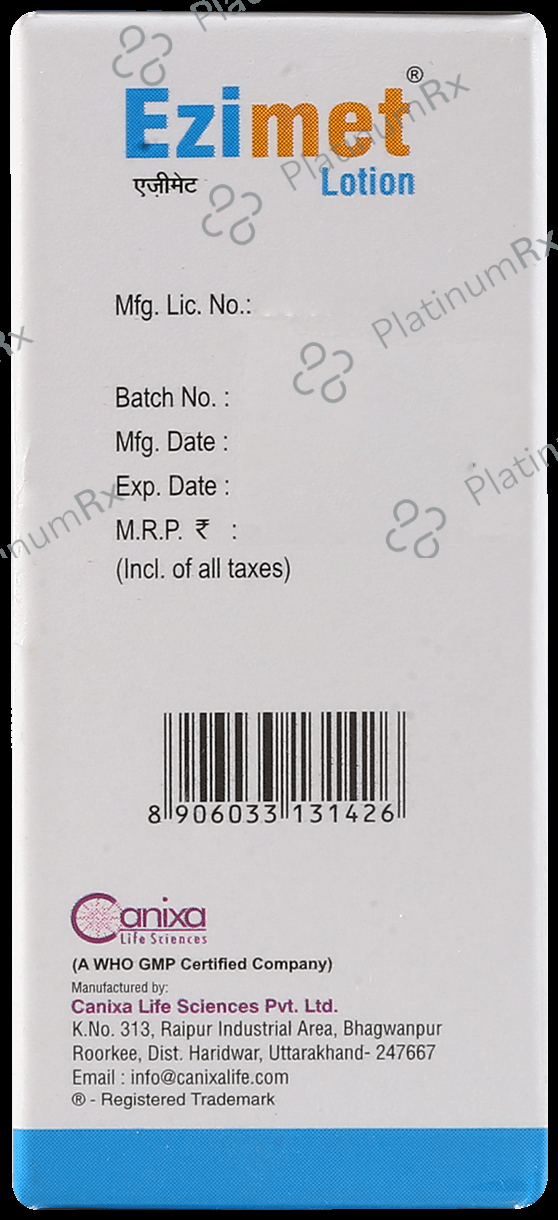 Ezimet®
एज़ीमेट Lotion
Mfg. Lic. No.:
Batch No. :
Mfg. Date :
Exp. Date :
M.R.P. ₹ :
(Incl. of all taxes)
8 906033 131426
Canixa
Life Sciences
(A WHO GMP Certified Company)
Manufactured by:
Canixa Life Sciences Pvt. Ltd.
K.No. 313, Raipur Industrial Area, Bhagwanpur
Roorkee, Dist. Haridwar, Uttarakhand- 247667
Email : info@canixalife.com
® - Registered Trademark
PlatinumRx
PlatinumRx